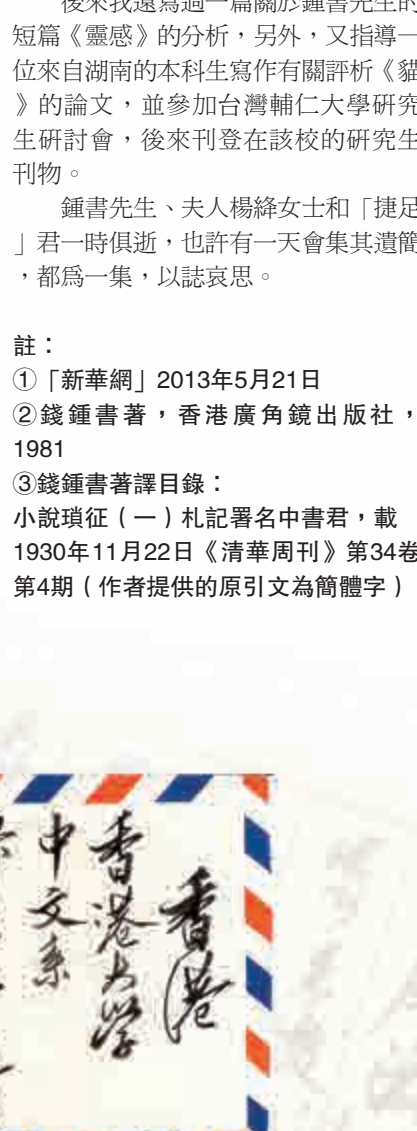 後來我還寫過一篇關於鍾書先生的
短篇《靈感》的分析，另外，又指導一
位來自湖南的本科生寫作有關評析《貓
》的論文，並參加台灣輔仁大學研究
生研討會，後來刊登在該校的研究生
刊物。
鍾書先生、夫人楊絳女士和「捷足
」君一時俱逝，也許有一天會集其遺簡
，都爲一集，以誌哀思。
註：
①「新華網」2013年5月21日
②錢鍾書著，香港廣角鏡出版社，
1981
③錢鍾書著譯目錄：
小說瑣征（一）札記署名中書君，載
1930年11月22日《清華周刊》第34卷
第4期（作者提供的原引文為簡體字）
香港
香港大学
中文系